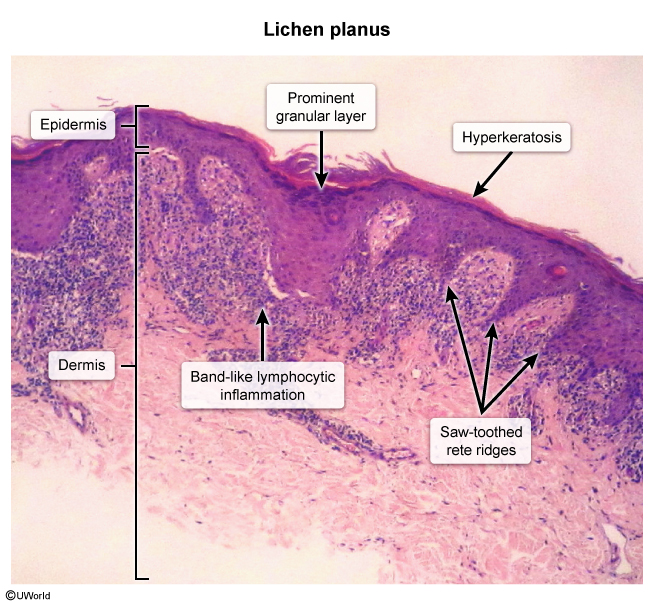 Lichen planus
Prominent
granular layer
Epidermis
Hyperkeratosis
Dermis
Band-like lymphocytic
inflammation
Saw-toothed
rete ridges
©UWorld